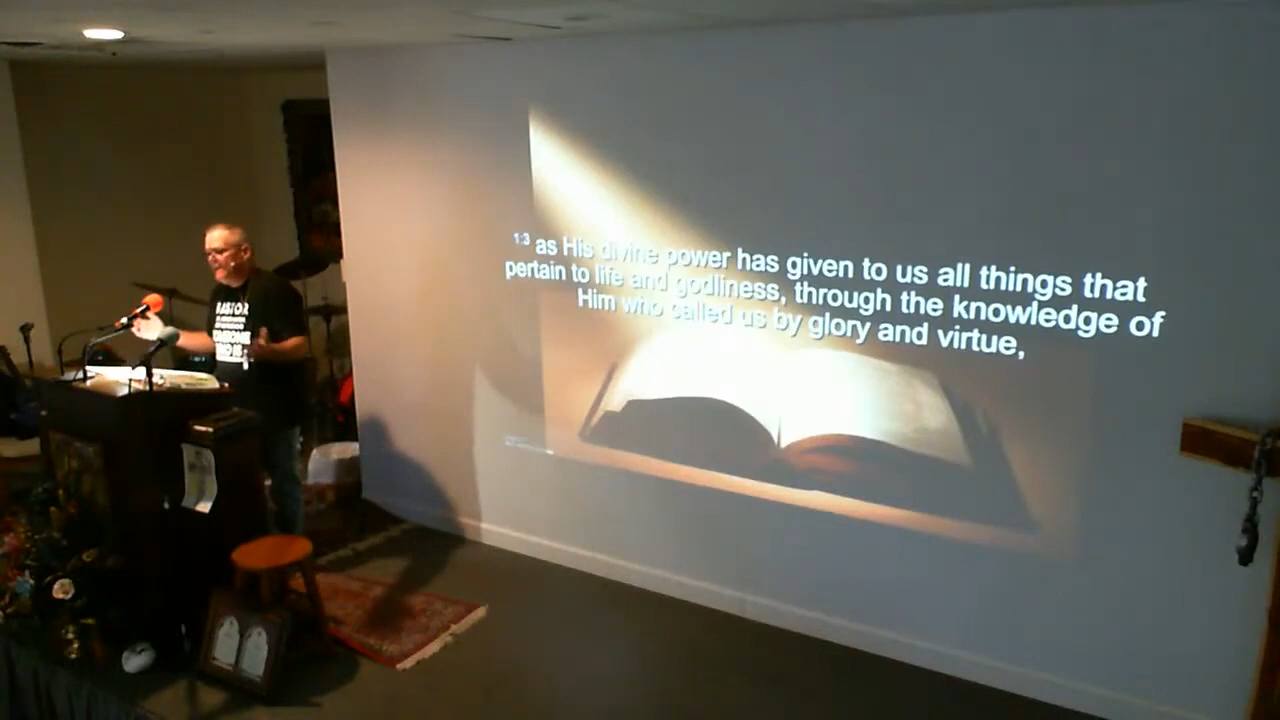 1:3 as His divine power has given to us all things that
pertain to life and godliness, through the knowledge of
Him who called us by glory and virtue,
PASTOR